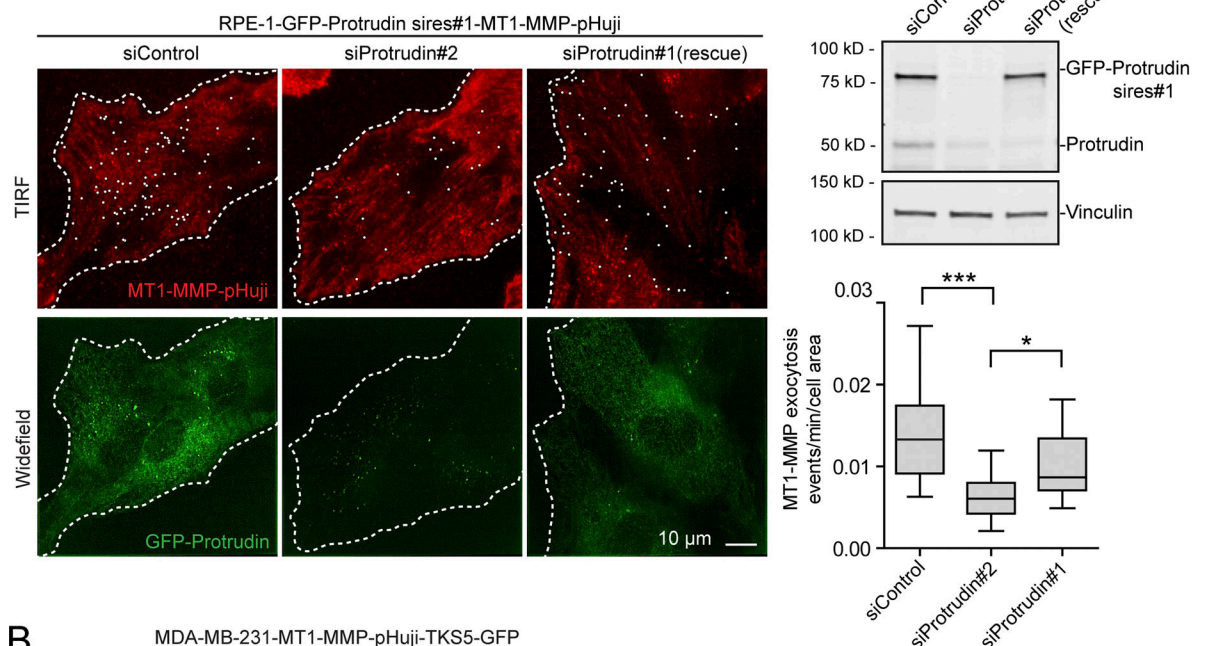 RPE-1-GFP-Protrudin sires#1-MT1-MMP-pHuji
siControl
siProtrudin#2
siProtrudin#1(rescue)
TIRF
MT1-MMP-pHuji
Widefield
GFP-Protrudin
10 µm
(rescue)
100 kD -
75 kD -
50 kD -
-GFP-Protrudin
sires#1
-Protrudin
150 kD -
100 kD -
-Vinculin
MT1-MMP exocytosis
events/min/cell area
0.03
0.02
0.01
0.00
***
*
siControl
siProtrudin#2
siProtrudin#1
B
MDA-MB-231-MT1-MMP-pHuji-TKS5-GFP